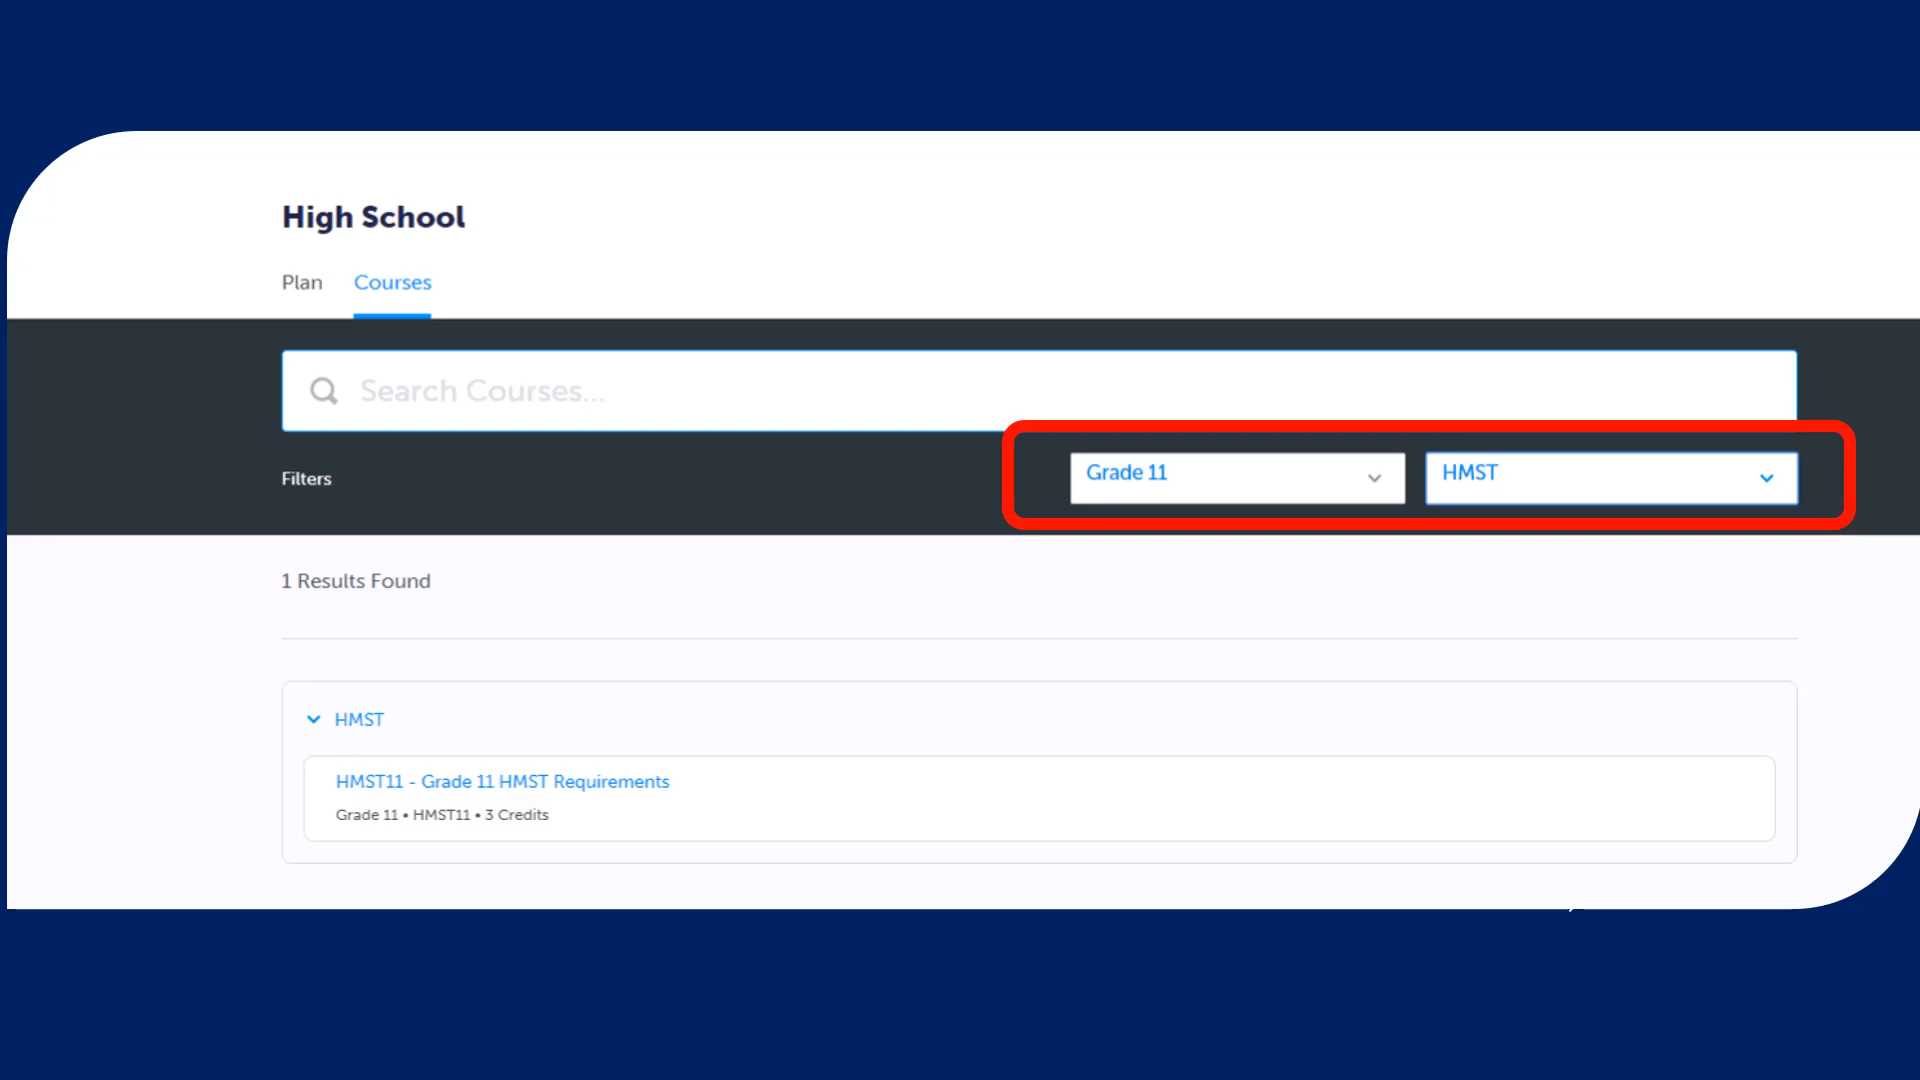 High School
Plan Courses
Search Courses...
Filters Grade 11 HMST
1 Results Found
HMST
HMST11 - Grade 11 HMST Requirements
Grade 11 • HMST11 • 3 Credits